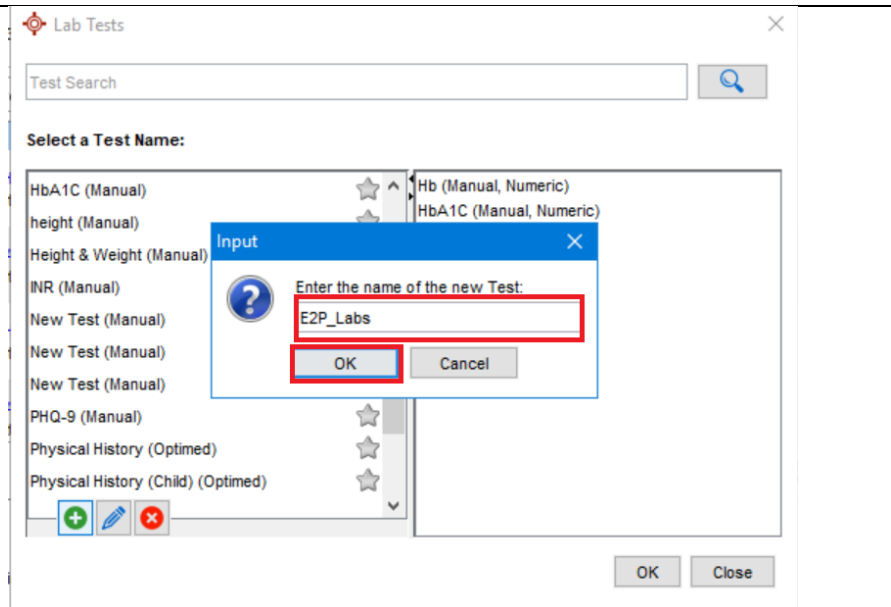 Lab Tests
Test Search
Select a Test Name:
HbA1C (Manual)
height (Manual)
Height & Weight (Manual)
INR (Manual)
New Test (Manual)
New Test (Manual)
New Test (Manual)
PHQ-9 (Manual)
Physical History (Optimed)
Physical History (Child) (Optimed)
Hb (Manual, Numeric)
HbA1C (Manual, Numeric)
Input
Enter the name of the new Test:
E2P_Labs
OK Cancel
OK Close